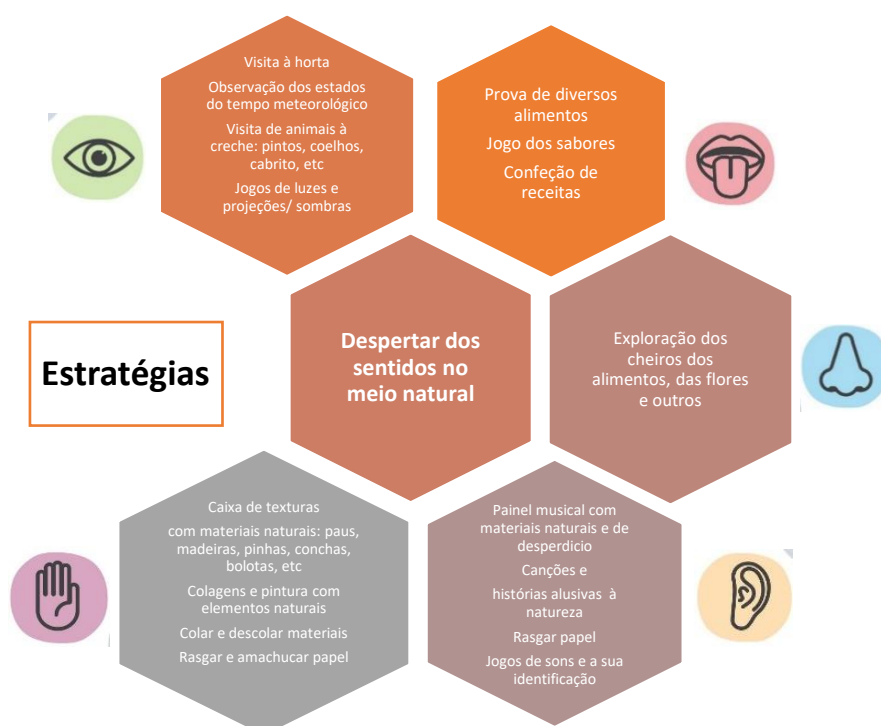 Visita à horta
Observação dos estados
do tempo meteorológico
Visita de animais à
creche: pintos, coelhos,
cabrito, etc
Jogos de luzes e
projeções/ sombras
Prova de diversos
alimentos
Jogo dos sabores
Confeção de
receitas
Estratégias
Despertar dos
sentidos no
meio natural
Exploração dos
cheiros dos
alimentos, das flores
e outros
Caixa de texturas
com materiais naturais: paus,
madeiras, pinhas, conchas,
bolotas, etc
Colagens e pintura com
elementos naturais
Colar e descolar materiais
Rasgar e amachucar papel
Painel musical com
materiais naturais e de
desperdicio
Canções e
histórias alusivas à
natureza
Rasgar papel
Jogos de sons e a sua
identificação